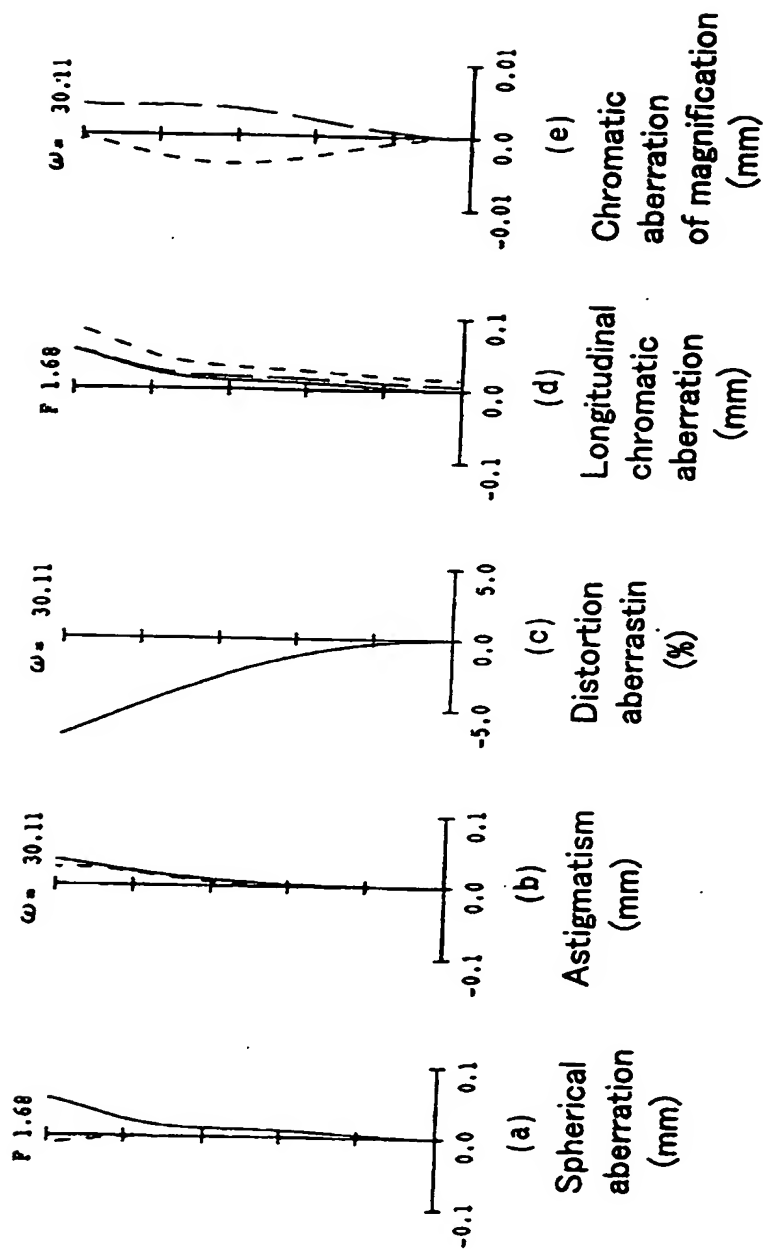 F 1.68
-0.1 0.0 0.1
(a)
Spherical
aberration
(mm)
ω= 30.11
-0.1 0.0 0.1
(b)
Astigmatism
(mm)
ω= 30.11
-5.0 0.0 5.0
(c)
Distortion
aberrastin
(%)
F 1.68
-0.1 0.0 0.1
(d)
Longitudinal
chromatic
aberration
(mm)
ω= 30.11
-0.01 0.0 0.01
(e)
Chromatic
aberration
of magnification
(mm)